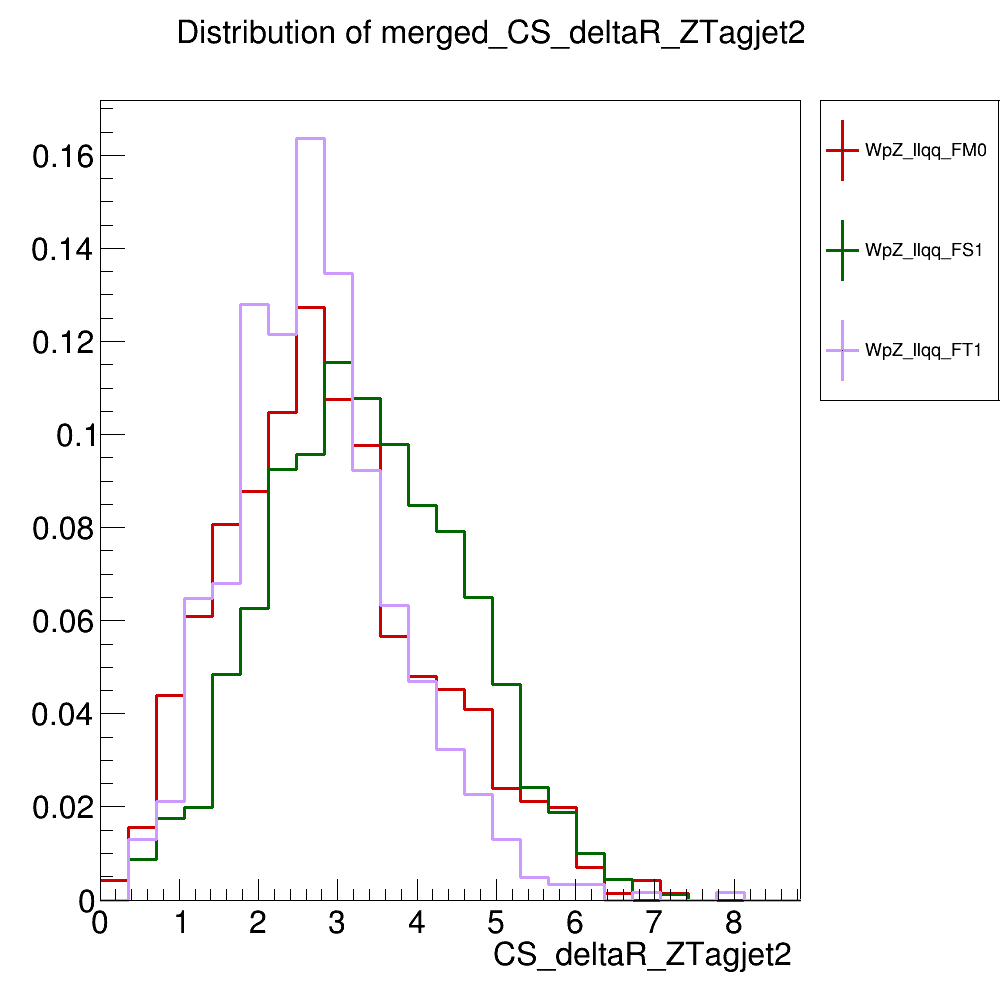 Distribution of merged_CS_deltaR_ZTagjet2
WpZ_llqq_FM0
WpZ_llqq_FS1
WpZ_llqq_FT1
0.16
0.14
0.12
0.1
0.08
0.06
0.04
0.02
0
0 1 2 3 4 5 6 7 8
CS_deltaR_ZTagjet2